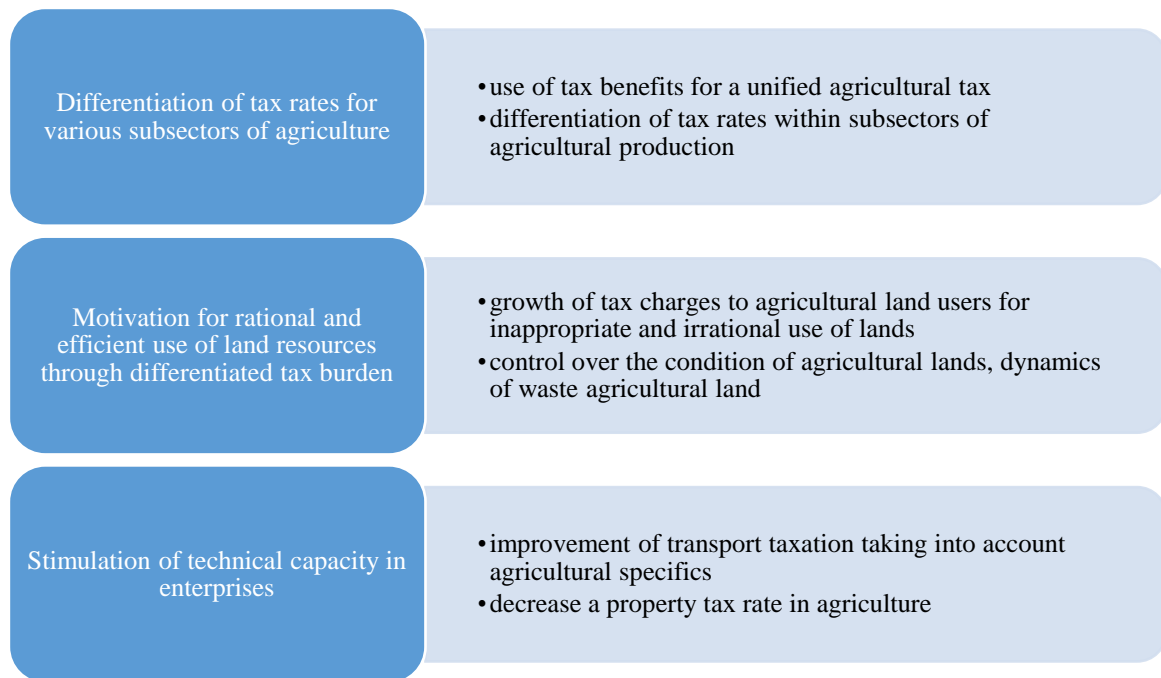 Differentiation of tax rates for
various subsectors of agriculture
•use of tax benefits for a unified agricultural tax
•differentiation of tax rates within subsectors of
agricultural production
Motivation for rational and
efficient use of land resources
through differentiated tax burden
•growth of tax charges to agricultural land users for
inappropriate and irrational use of lands
•control over the condition of agricultural lands, dynamics
of waste agricultural land
Stimulation of technical capacity in
enterprises
•improvement of transport taxation taking into account
agricultural specifics
•decrease a property tax rate in agriculture